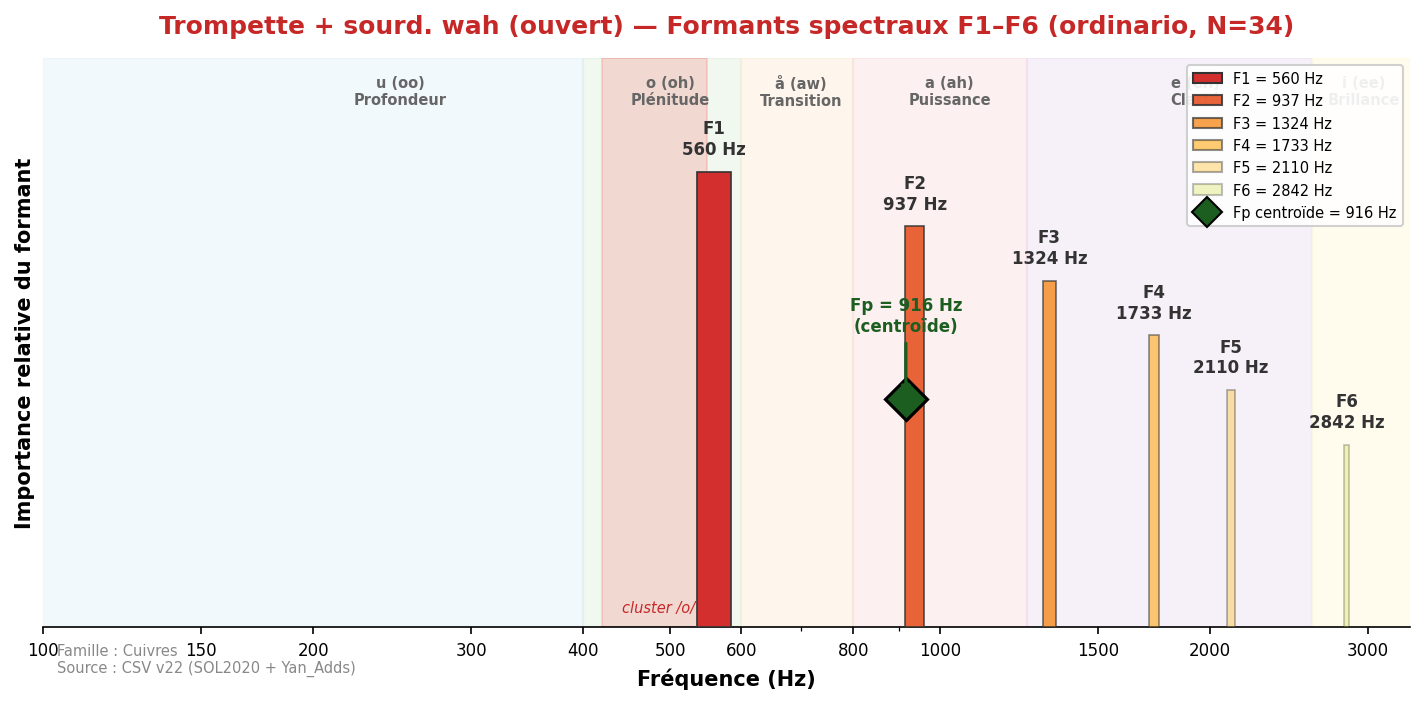 Trompette + sourd. wah (ouvert) — Formants spectraux F1–F6 (ordinario, N=34)
u (oo)
Profondeur
o (oh)
Plénitude
å (aw)
Transition
a (ah)
Puissance
i (ee)
Brillance
F1 = 560 Hz
F2 = 937 Hz
F3 = 1324 Hz
F4 = 1733 Hz
F5 = 2110 Hz
F6 = 2842 Hz
Fp centroïde = 916 Hz
F1
560 Hz
F2
937 Hz
F3
1324 Hz
F4
1733 Hz
F5
2110 Hz
F6
2842 Hz
Fp = 916 Hz
(centroïde)
cluster /o/
Importance relative du formant
100 150 200 300 400 500 600 800 1000 1500 2000 3000
Fréquence (Hz)
Famille : Cuivres
Source : CSV v22 (SOL2020 + Yan_Adds)